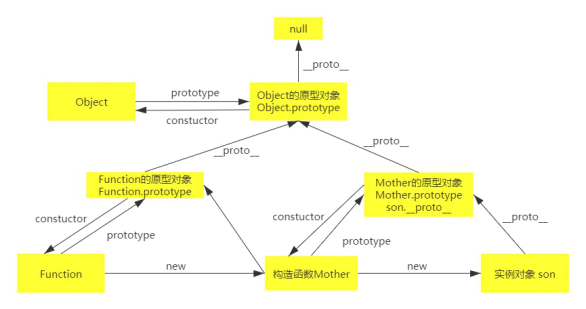 null
__proto__
Object
prototype
constuctor
Object的原型对象
Object.prototype
__proto__
__proto__
Function的原型对象
Function.prototype
Mother的原型对象
Mother.prototype
son.__proto__
constuctor
prototype
constuctor
prototype
__proto__
Function
new
构造函数Mother
new
实例对象 son